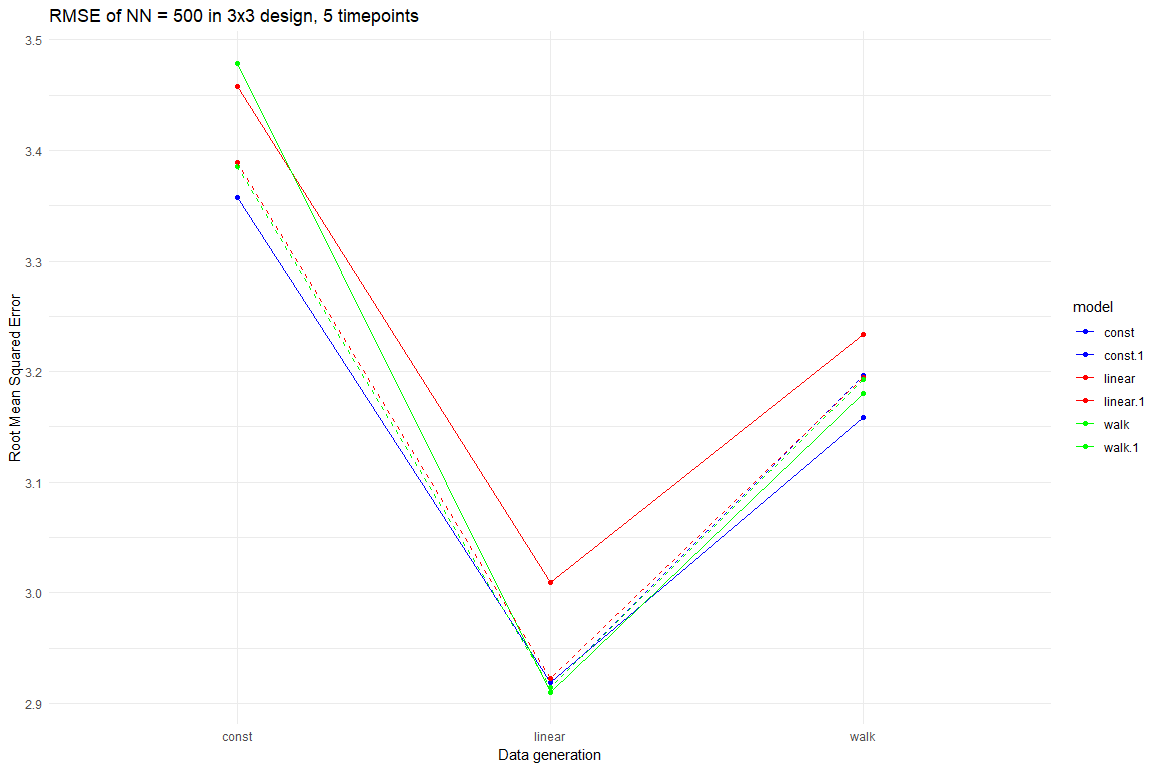 RMSE of NN = 500 in 3x3 design, 5 timepoints
3.5
3.4
3.3
3.2
3.1
3.0
2.9
Root Mean Squared Error
const
linear
walk
Data generation
model
const
const.1
linear
linear.1
walk
walk.1